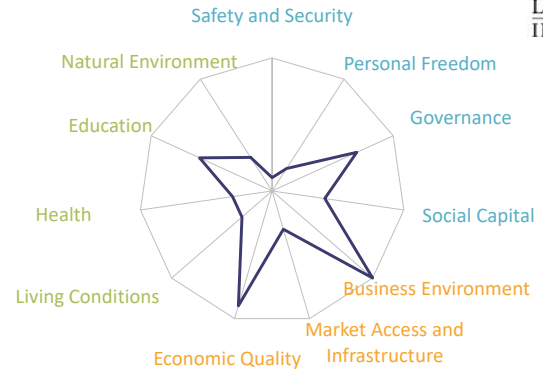 Safety and Security
Natural Environment
Personal Freedom
Education
Governance
Health
Social Capital
Business Environment
Living Conditions
Market Access and
Infrastructure
Economic Quality